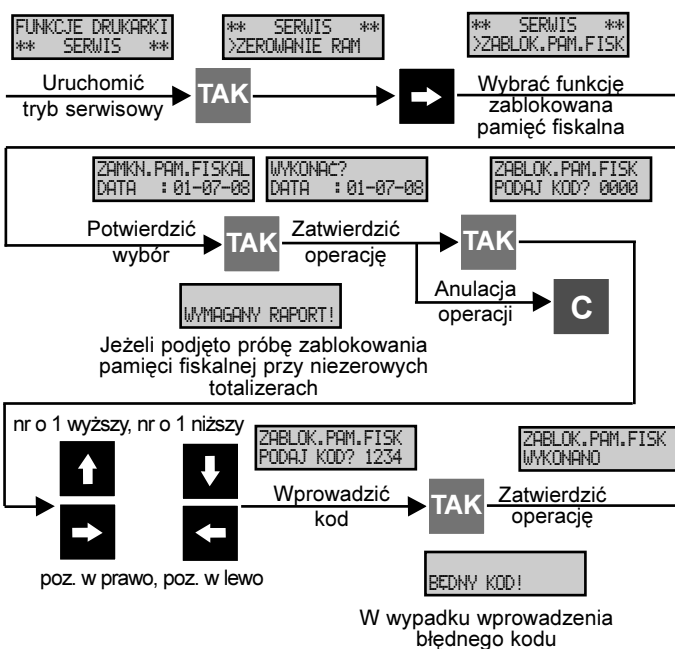 FUNKCJE DRUKARKI
** SERWIS **
** SERWIS **
>ZEROWANIE RAM
** SERWIS **
>ZABLOK.PAM.FISK
Uruchomić
tryb serwisowy
TAK
Wybrać funkcję
zablokowana
pamięć fiskalna
ZAMKN.PAM.FISKAL
DATA : 01-07-08
WYKONAĆ?
DATA : 01-07-08
ZABLOK.PAM.FISK
PODAJ KOD? 0000
Potwierdzić
wybór
TAK
Zatwierdzić
operację
TAK
Anulacja
operacji
C
WYMAGANY RAPORT!
Jeżeli podjęto próbę zablokowania
pamięci fiskalnej przy niezerowych
totalizerach
nr o 1 wyższy, nr o 1 niższy
ZABLOK.PAM.FISK
PODAJ KOD? 1234
ZABLOK.PAM.FISK
WYKONANO
Wprowadzić
kod
TAK
Zatwierdzić
operację
poz. w prawo, poz. w lewo
BĘDNY KOD!
W wypadku wprowadzenia
błędnego kodu